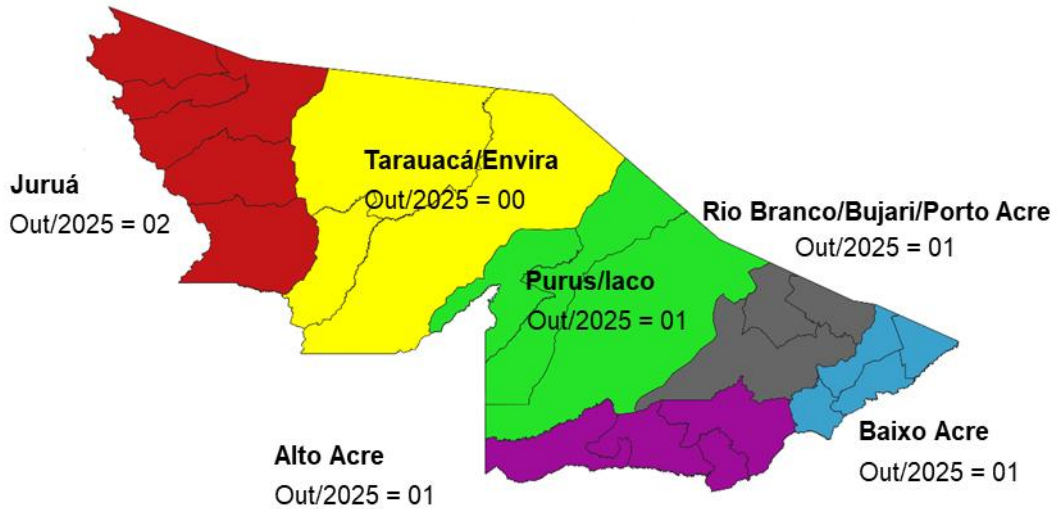 Juruá
Out/2025 = 02
Tarauacá/Envira
Out/2025 = 00
Rio Branco/Bujari/Porto Acre
Out/2025 = 01
Purus/Iaco
Out/2025 = 01
Baixo Acre
Out/2025 = 01
Alto Acre
Out/2025 = 01